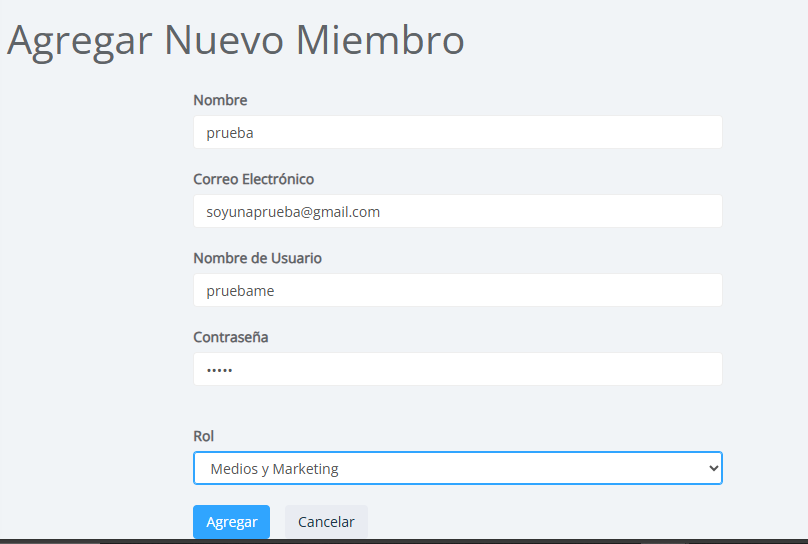 Agregar Nuevo Miembro
Nombre
prueba
Correo Electrónico
soyunaprueba@gmail.com
Nombre de Usuario
pruebame
Contraseña
•••••
Rol
Medios y Marketing
Agregar Cancelar